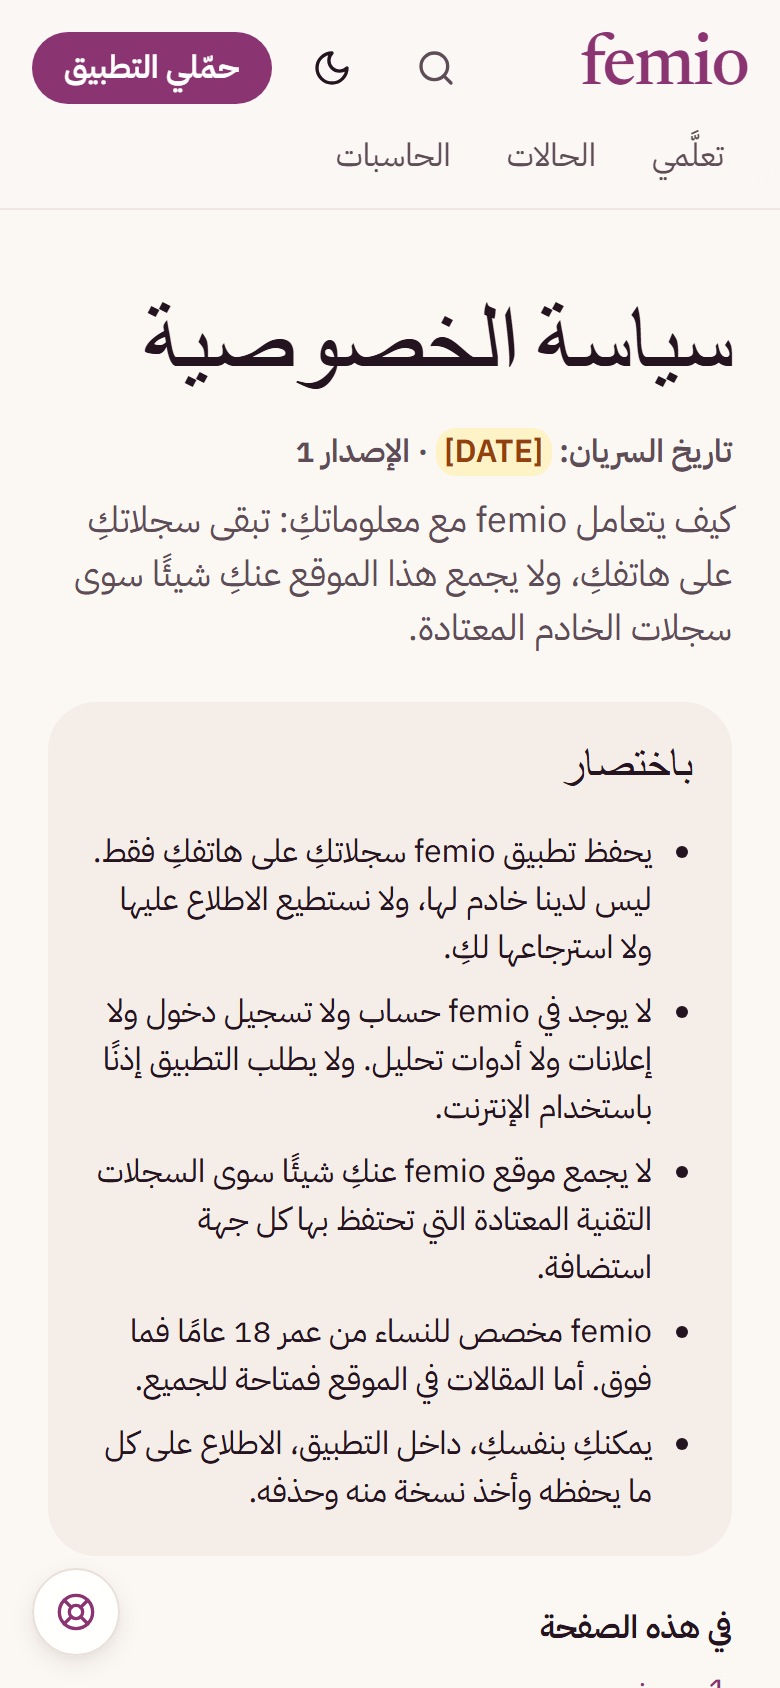 femio
حمّلي التطبيق
تعلَّمي
الحالات
الحاسبات
سياسة الخصوصية
تاريخ السريان: [DATE] · الإصدار 1
كيف يتعامل femio مع معلوماتكِ: تبقى سجلاتكِ
على هاتفكِ، ولا يجمع هذا الموقع عنكِ شيئًا سوى
سجلات الخادم المعتادة.
باختصار
يحفظ تطبيق femio سجلاتكِ على هاتفكِ فقط.
ليس لدينا خادم لها، ولا نستطيع الاطلاع عليها
ولا استرجاعها لكِ.
لا يوجد في femio حساب ولا تسجيل دخول ولا
إعلانات ولا أدوات تحليل. ولا يطلب التطبيق إذنًا
باستخدام الإنترنت.
لا يجمع موقع femio عنكِ شيئًا سوى السجلات
التقنية المعتادة التي تحتفظ بها كل جهة
استضافة.
femio مخصص للنساء من عمر 18 عامًا فما
فوق. أما المقالات في الموقع فمتاحة للجميع.
يمكنكِ بنفسكِ، داخل التطبيق، الاطلاع على كل
ما يحفظه وأخذ نسخة منه وحذفه.
في هذه الصفحة